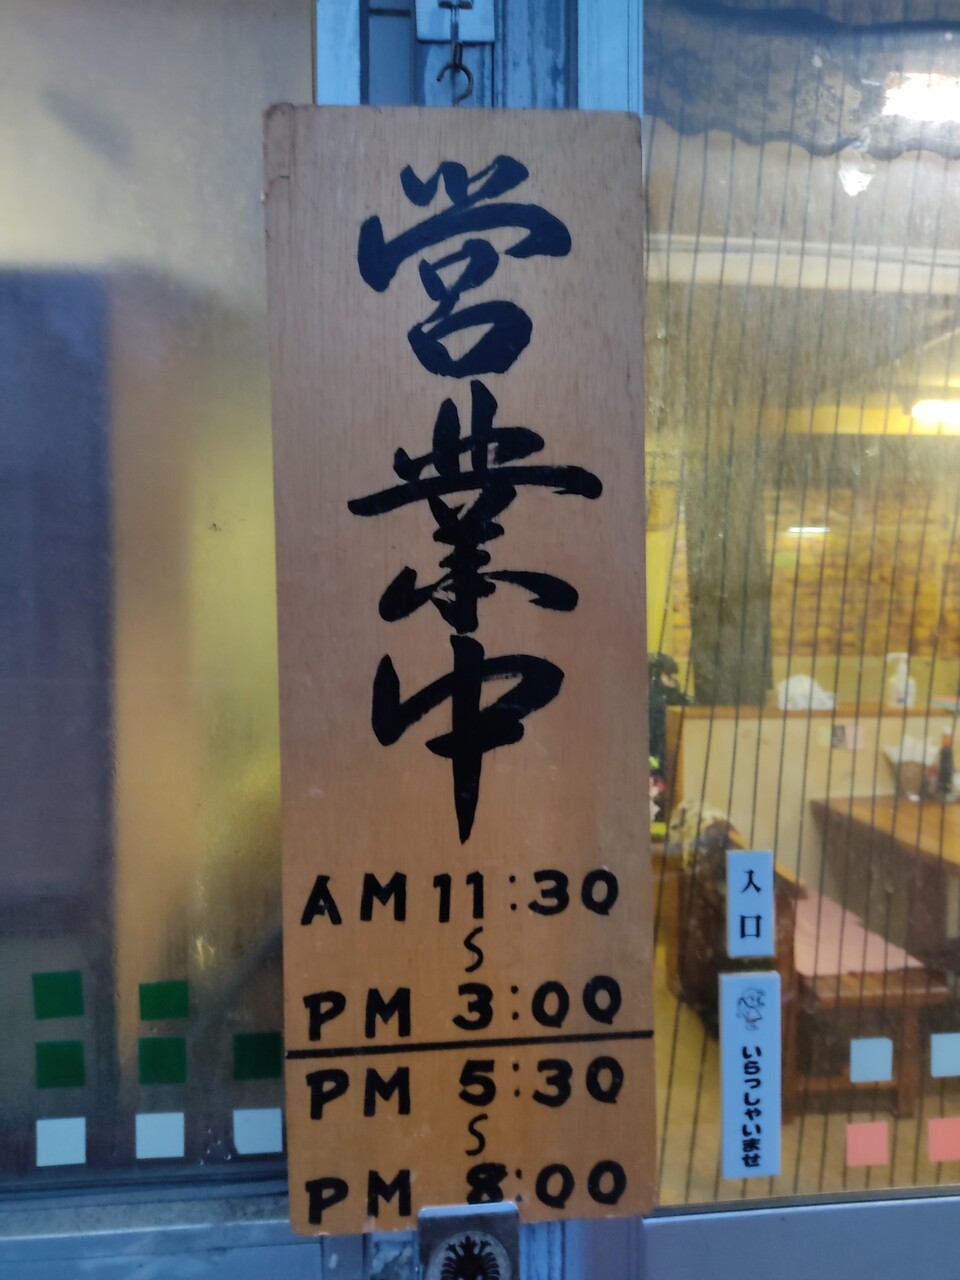 営業中
AM 11:30
〜
PM 3:00
PM 5:30
〜
PM 8:00
入口
いらっしゃいませ